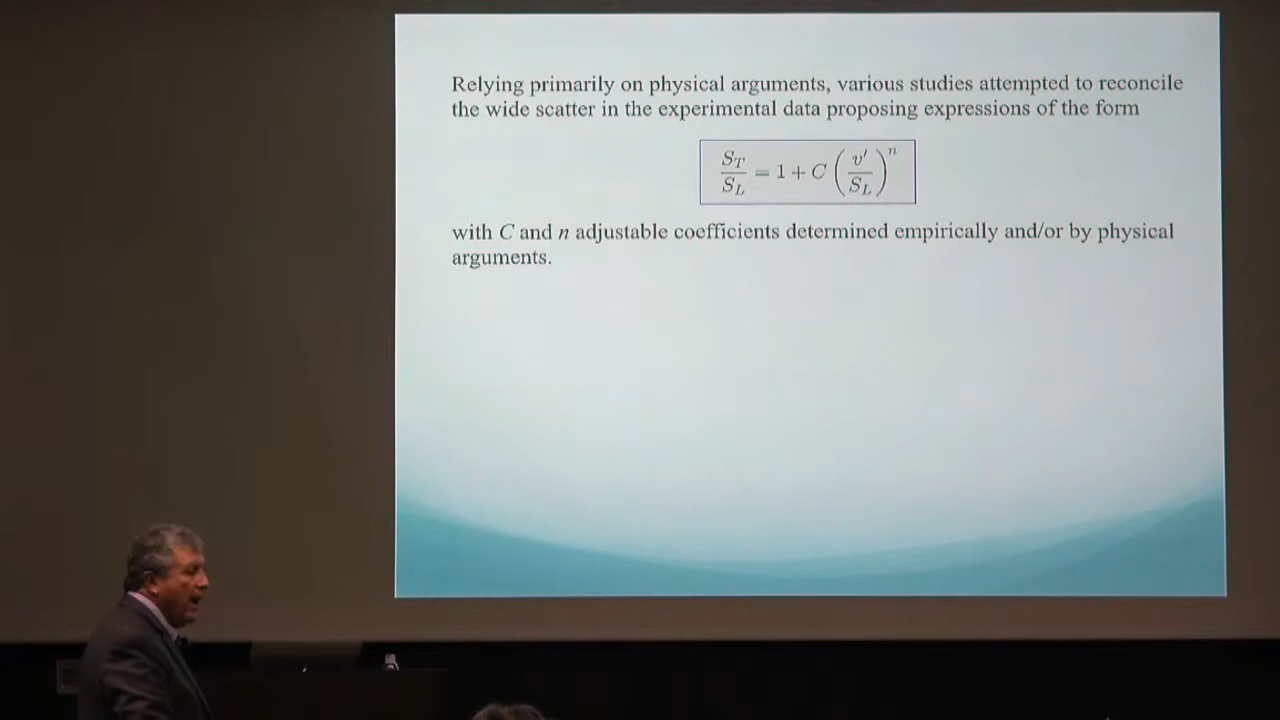 Relying primarily on physical arguments, various studies attempted to reconcile
the wide scatter in the experimental data proposing expressions of the form
S_T/S_L = 1 + C (v′/S_L)^n
with C and n adjustable coefficients determined empirically and/or by physical
arguments.